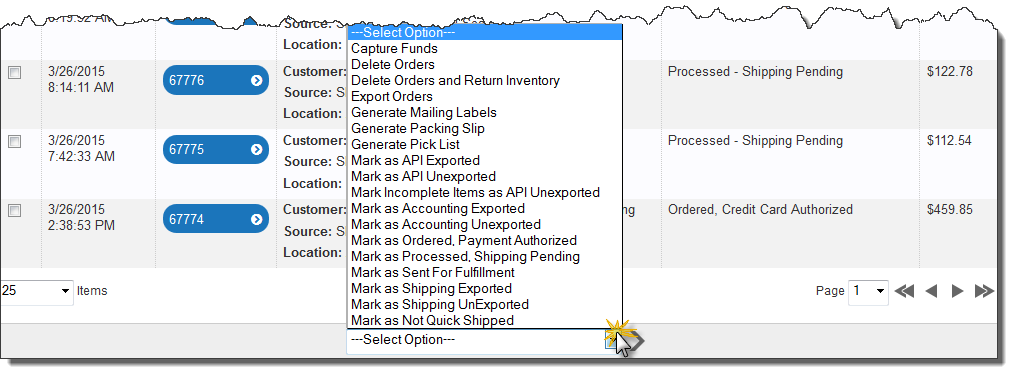 Source: S
Location:
---Select Option---
Capture Funds
Delete Orders
Delete Orders and Return Inventory
Export Orders
Generate Mailing Labels
Generate Packing Slip
Generate Pick List
Mark as API Exported
Mark as API Unexported
Mark Incomplete Items as API Unexported
Mark as Accounting Exported
Mark as Accounting Unexported
Mark as Ordered, Payment Authorized
Mark as Processed, Shipping Pending
Mark as Sent For Fulfillment
Mark as Shipping Exported
Mark as Shipping UnExported
Mark as Not Quick Shipped
3/26/2015
8:14:11 AM
67776
Customer:
Source: S
Location:
Processed - Shipping Pending
$122.78
3/26/2015
7:42:33 AM
67775
Customer:
Source: S
Location:
Processed - Shipping Pending
$112.54
3/26/2015
2:38:53 PM
67774
Customer:
Source: S
Location:
ng
Ordered, Credit Card Authorized
$459.85
25 Items
Page 1
---Select Option---